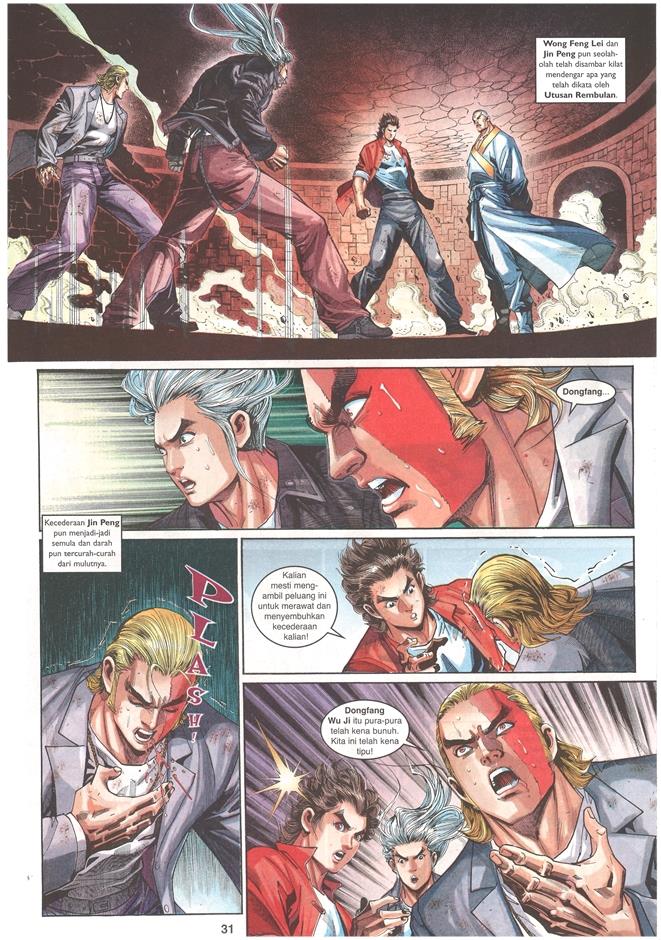 Wong Feng Lei dan
Jin Peng pun seolah-
olah telah disambar kilat
mendengar apa yang
telah dikata oleh
Utusan Rembulan.
Dongfang...
Kecederaan Jin Peng
pun menjadi-jadi
semula dan darah
pun tercurah-curah
dari mulutnya.
PLASH!
Kalian
mesti meng-
ambil peluang ini
untuk merawat dan
menyembuhkan
kecederaan
kalian!
Dongfang
Wu Ji itu pura-pura
telah kena bunuh.
Kita ini telah kena
tipu!
31